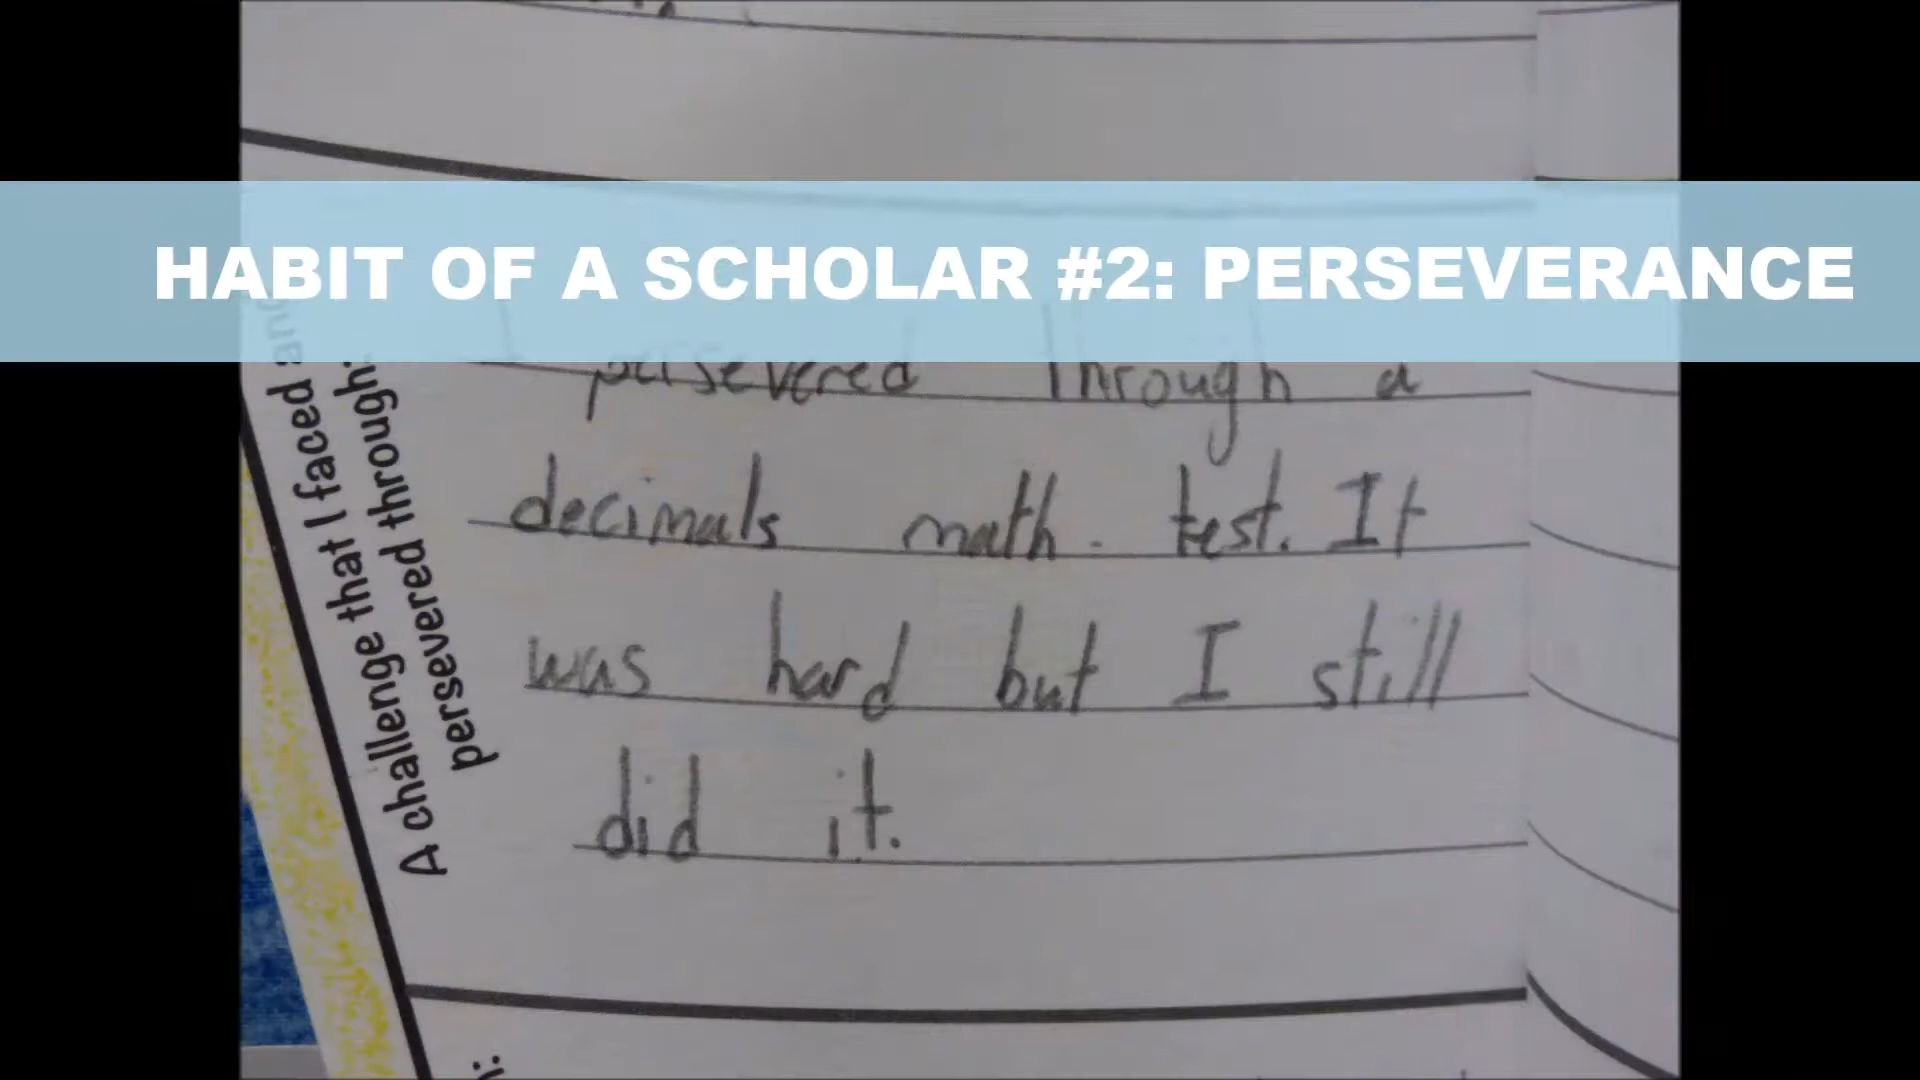 HABIT OF A SCHOLAR #2: PERSEVERANCE
A challenge that I faced
persevered through:
persevered through a
decimals math test. It
was hard but I still
did it.